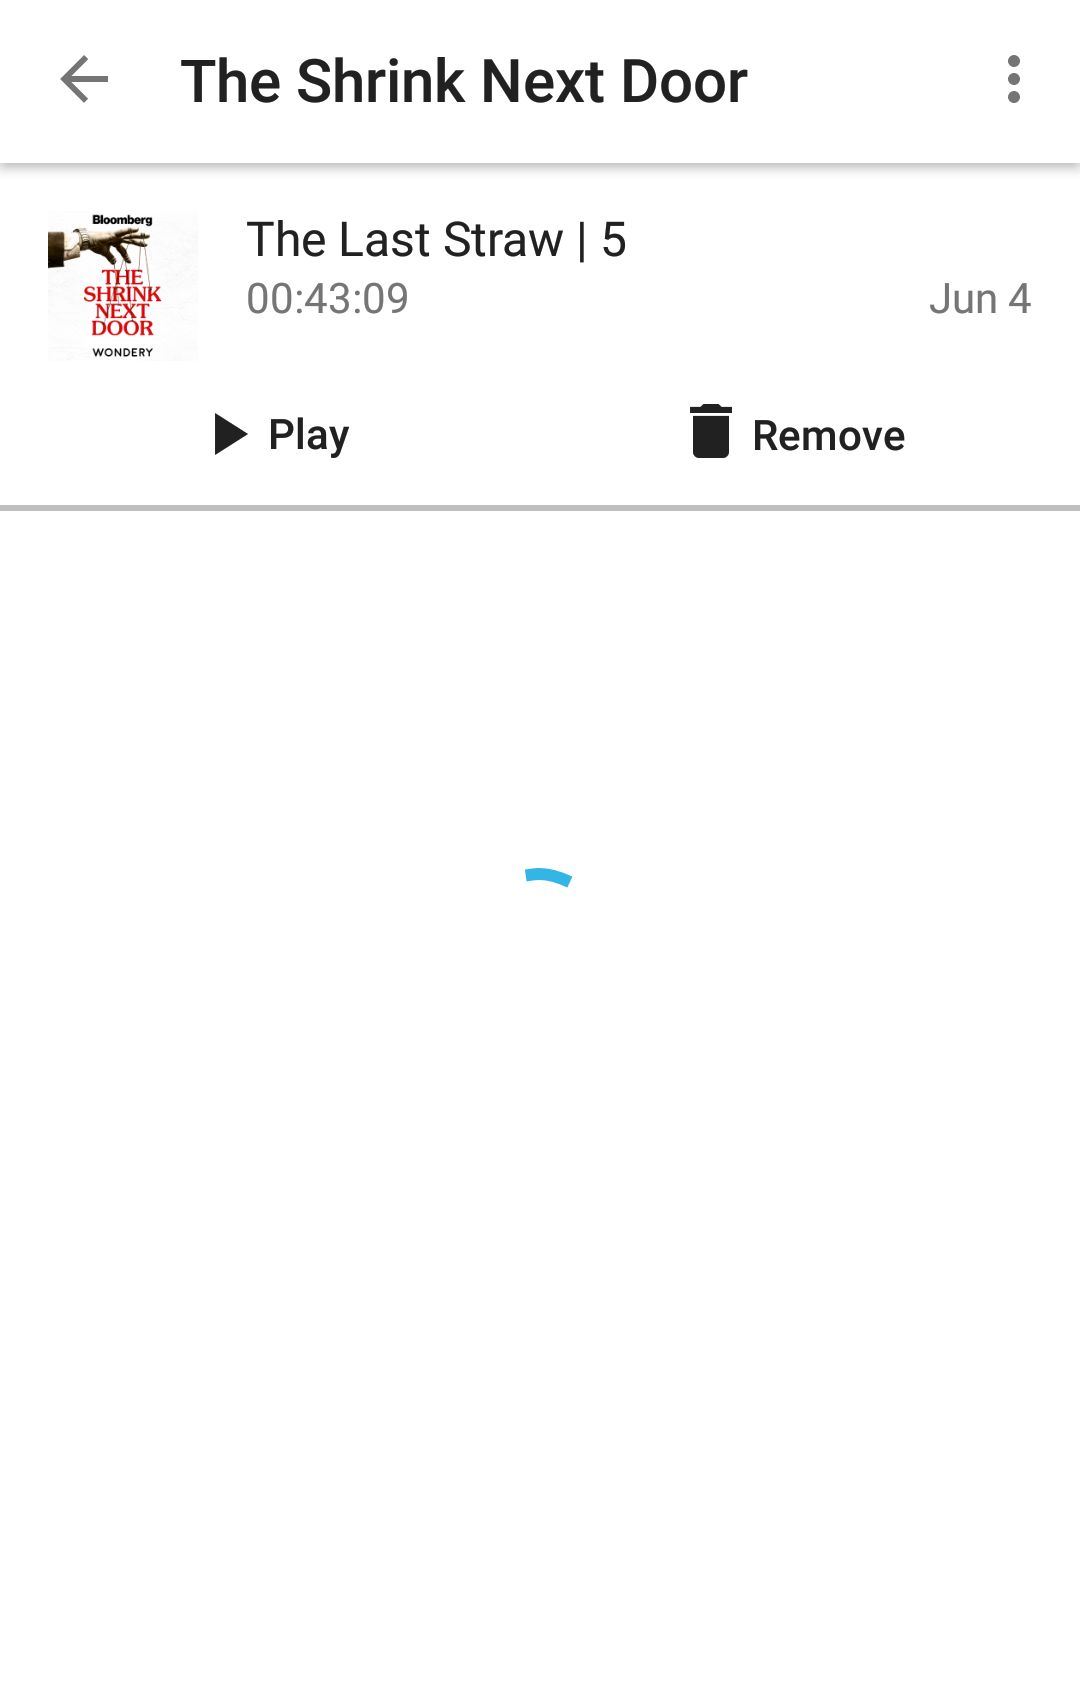 The Shrink Next Door
Bloomberg
THE
SHRINK
NEXT
DOOR
WONDERY
The Last Straw | 5
00:43:09
Jun 4
Play
Remove